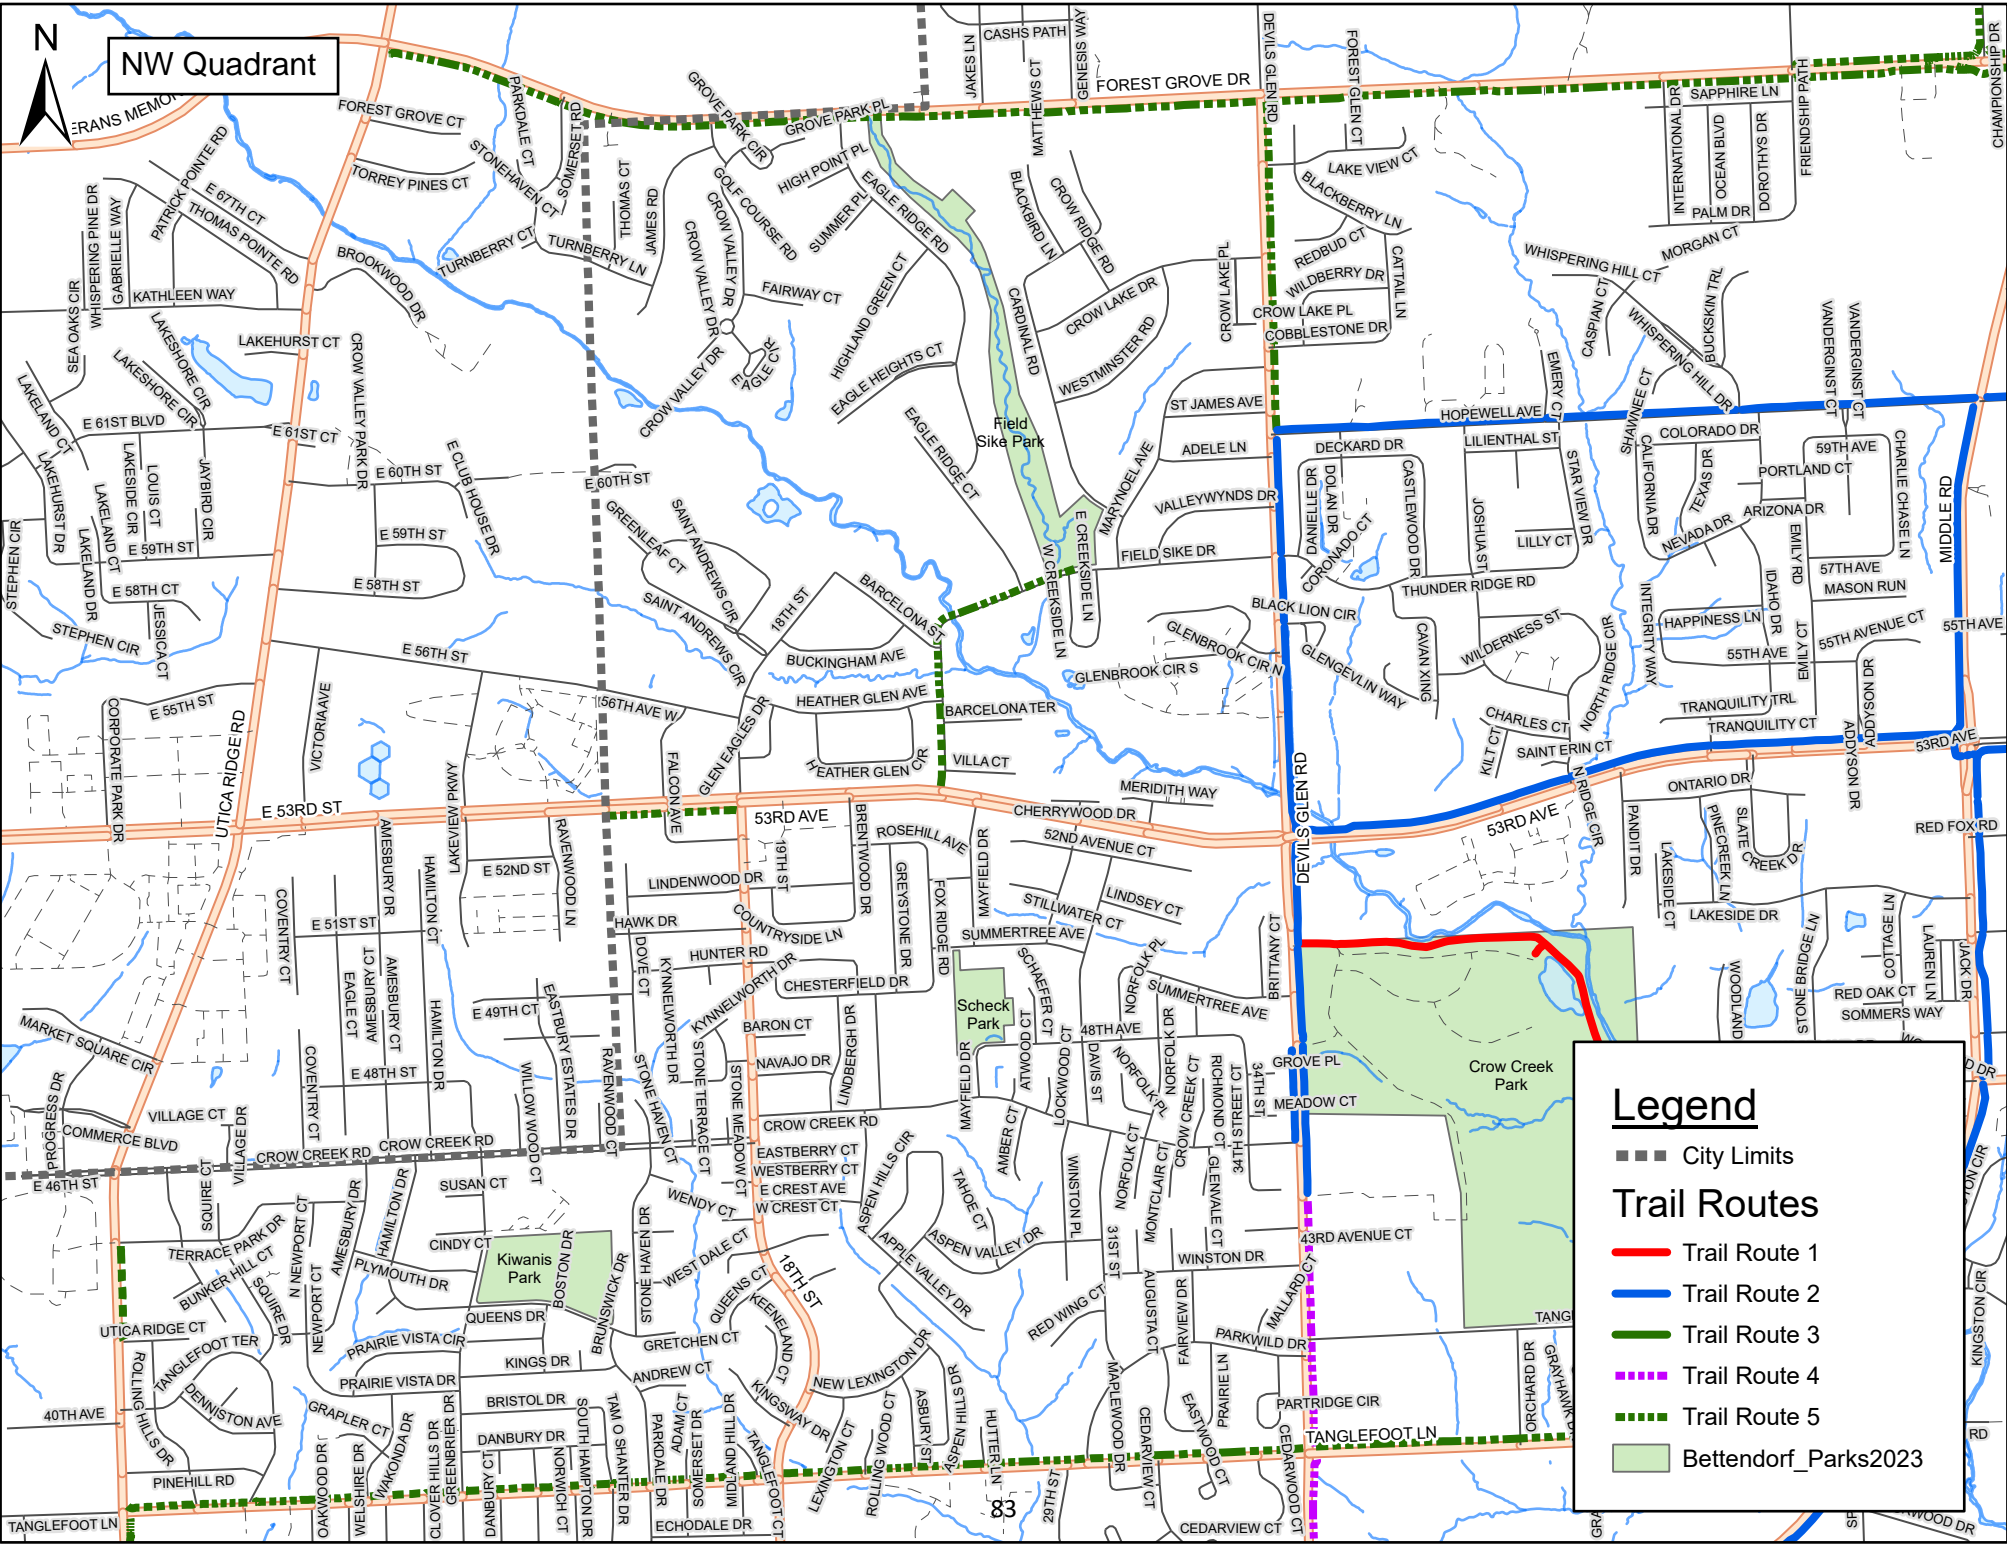 N
NW Quadrant
CASHS PATH
JAKES LN
MATTHEWS CT
GENESIS WAY
DEVILS GLEN RD
FOREST GLEN CT
FOREST GROVE DR
SAPPHIRE LN
FRIENDSHIP PATH
CHAMPIONSHIP DR
FOREST GROVE CT
PARKDALE CT
SOMERSET RD
GROVE PARK CIR
GROVE PARK PL
LAKE VIEW CT
INTERNATIONAL DR
OCEAN BLVD
DOROTHYS DR
PALM DR
TORREY PINES CT
STONEHAVEN CT
THOMAS CT
JAMES RD
HIGH POINT PL
GOLF COURSE RD
EAGLE RIDGE RD
SUMMER PL
BLACKBIRD LN
CROW RIDGE RD
BLACKBERRY LN
PATRICK POINTE RD
E 67TH CT
THOMAS POINTE RD
WHISPERING PINE DR
GABRIELLE WAY
BROOKWOOD DR
TURNBERRY CT
TURNBERRY LN
CROW VALLEY DR
CROW VALLEY DR
FAIRWAY CT
HIGHLAND GREEN CT
CARDINAL RD
CROW LAKE DR
CROW LAKE PL
CROW LAKE PL
REDBUD CT
WILDBERRY DR
CATTAIL LN
COBBLESTONE DR
MORGAN CT
WHISPERING HILL CT
CASPIAN CT
BUCKSKIN TRL
WHISPERING HILL DR
VANDERGINST CT
VANDERGINST CT
SEA OAKS CIR
KATHLEEN WAY
LAKESHORE CIR
LAKESHORE CIR
LAKEHURST CT
CROW VALLEY PARK DR
CROW VALLEY DR
EAGLE CIR
EAGLE HEIGHTS CT
WESTMINSTER RD
EMERY CT
SHAWNEE CT
LAKELAND CT
E 61ST BLVD
E 61ST CT
E 60TH ST
E CLUB HOUSE DR
E 60TH ST
EAGLE RIDGE CT
Field
Sike Park
ST JAMES AVE
ADELE LN
MARYNOEL AVE
VALLEYWYNDS DR
HOPEWELL AVE
DECKARD DR
LILIENTHAL ST
COLORADO DR
59TH AVE
PORTLAND CT
ARIZONA DR
CHARLIE CHASE LN
MIDDLE RD
LAKEHURST DR
LAKELAND CT
LAKELAND DR
LAKESIDE CIR
LOUIS CT
JAYBIRD CIR
E 59TH ST
E 59TH ST
E 58TH ST
E 58TH CT
STEPHEN CIR
STEPHEN CIR
JESSICA CT
GREENLEAF CT
SAINT ANDREWS CIR
SAINT ANDREWS CIR
18TH ST
BARCELONA ST
FIELD SIKE DR
W CREEKSIDE LN
E CREEKSIDE LN
DANIELLE DR
DOLAN DR
CORONADO CT
CASTLEWOOD DR
JOSHUA ST
STAR VIEW DR
LILLY CT
THUNDER RIDGE RD
CALIFORNIA DR
TEXAS DR
NEVADA DR
IDAHO DR
EMILY RD
57TH AVE
MASON RUN
INTEGRITY WAY
HAPPINESS LN
55TH AVE
EMILY CT
55TH AVENUE CT
55TH AVE
BLACK LION CIR
GLENBROOK CIR N
GLENBROOK CIR S
GLENGEVLIN WAY
CAVAN XING
WILDERNESS ST
NORTH RIDGE CIR
TRANQUILITY TRL
TRANQUILITY CT
ADDYSON DR
ADDYSON DR
E 56TH ST
56TH AVE W
BUCKINGHAM AVE
HEATHER GLEN AVE
HEATHER GLEN CIR
BARCELONA TER
VILLA CT
MERIDITH WAY
CHARLES CT
KILT CT
SAINT ERIN CT
N RIDGE CIR
ONTARIO DR
53RD AVE
E 55TH ST
VICTORIA AVE
CORPORATE PARK DR
UTICA RIDGE RD
E 53RD ST
LAKEVIEW PKWY
FALCON AVE
GLEN EAGLES DR
53RD AVE
CHERRYWOOD DR
DEVILS GLEN RD
53RD AVE
PANDIT DR
PINECREEK LN
SLATE CREEK DR
RED FOX RD
AMESBURY DR
HAMILTON CT
E 52ND ST
RAVENWOOD LN
LINDENWOOD DR
19TH ST
BRENTWOOD DR
ROSEHILL AVE
GREYSTONE DR
FOX RIDGE RD
MAYFIELD DR
52ND AVENUE CT
LINDSEY CT
STILLWATER CT
SUMMERTREE AVE
LAKESIDE CT
LAKESIDE DR
COVENTRY CT
E 51ST ST
HAWK DR
COUNTRYSIDE LN
HUNTER RD
CHESTERFIELD DR
DOVE CT
KYNNELWORTH DR
KYNNELWORTH DR
BARON CT
NAVAJO DR
LINDBERGH DR
EAGLE CT
AMESBURY CT
AMESBURY CT
HAMILTON DR
E 49TH CT
EASTBURY ESTATES DR
E 48TH ST
Scheck
Park
SCHAEFER CT
ATWOOD CT
LOCKWOOD CT
48TH AVE
DAVIS ST
NORFOLK PL
NORFOLK PL
NORFOLK DR
SUMMERTREE AVE
BRITTANY CT
GROVE PL
MEADOW CT
34TH ST
34TH STREET CT
RICHMOND CT
Crow Creek
Park
WOODLAND
STONE BRIDGE LN
COTTAGE LN
LAUREN LN
JACK DR
RED OAK CT
SOMMERS WAY
MARKET SQUARE CIR
PROGRESS DR
COMMERCE BLVD
VILLAGE CT
VILLAGE DR
COVENTRY CT
CROW CREEK RD
CROW CREEK RD
WILLOWWOOD CT
RAVENWOOD CT
STONE HAVEN CT
STONE TERRACE CT
STONE MEADOW CT
CROW CREEK RD
EASTBERRY CT
WESTBERRY CT
E CREST AVE
W CREST CT
MAYFIELD DR
AMBER CT
NORFOLK CT
MONTCLAIR CT
CROW CREEK CT
GLENVALE CT
E 46TH ST
SQUIRE CT
SUSAN CT
WENDY CT
ASPEN HILLS CIR
TAHOE CT
WINSTON PL
31ST ST
WINSTON DR
43RD AVENUE CT
TERRACE PARK DR
BUNKER HILL CT
SQUIRE DR
N NEWPORT CT
NEWPORT CT
AMESBURY DR
HAMILTON DR
CINDY CT
PLYMOUTH DR
Kiwanis
Park
BOSTON DR
BRUNSWICK DR
STONE HAVEN DR
WEST DALE CT
QUEENS CT
18TH ST
KEENELAND CT
APPLE VALLEY DR
ASPEN VALLEY DR
RED WING CT
AUGUSTA CT
FAIRVIEW DR
MALLARD CT
PARKWILD DR
UTICA RIDGE CT
TANGLEFOOT TER
PRAIRIE VISTA CIR
QUEENS DR
GRETCHEN CT
KINGS DR
ANDREW CT
PRAIRIE VISTA DR
BRISTOL DR
NEW LEXINGTON DR
KINGSWAY DR
PRAIRIE LN
PARTRIDGE CIR
ORCHARD DR
TANGLEFOOT LN
40TH AVE
ROLLING HILLS DR
DENNISTON AVE
GRAPLER CT
WAKONDA DR
DANBURY DR
PINEHILL RD
OAKWOOD DR
WELSHIRE DR
CLOVER HILLS DR
GREENBRIER DR
DANBURY CT
NORWICH CT
SOUTH HAMPTON DR
TAM O SHANTER DR
PARKDALE DR
ADAM CT
SOMERSET DR
MIDLAND HILL DR
TANGLEFOOT CT
LEXINGTON CT
ROLLING WOOD CT
ASBURY ST
ASPEN HILLS DR
HUTTER LN
29TH ST
MAPLEWOOD DR
CEDARVIEW CT
EASTWOOD CT
CEDARWOOD CT
TANGLEFOOT LN
ECHODALE DR
CEDARVIEW CT
KINGSTON CIR
83
Legend
City Limits
Trail Routes
Trail Route 1
Trail Route 2
Trail Route 3
Trail Route 4
Trail Route 5
Bettendorf_Parks2023